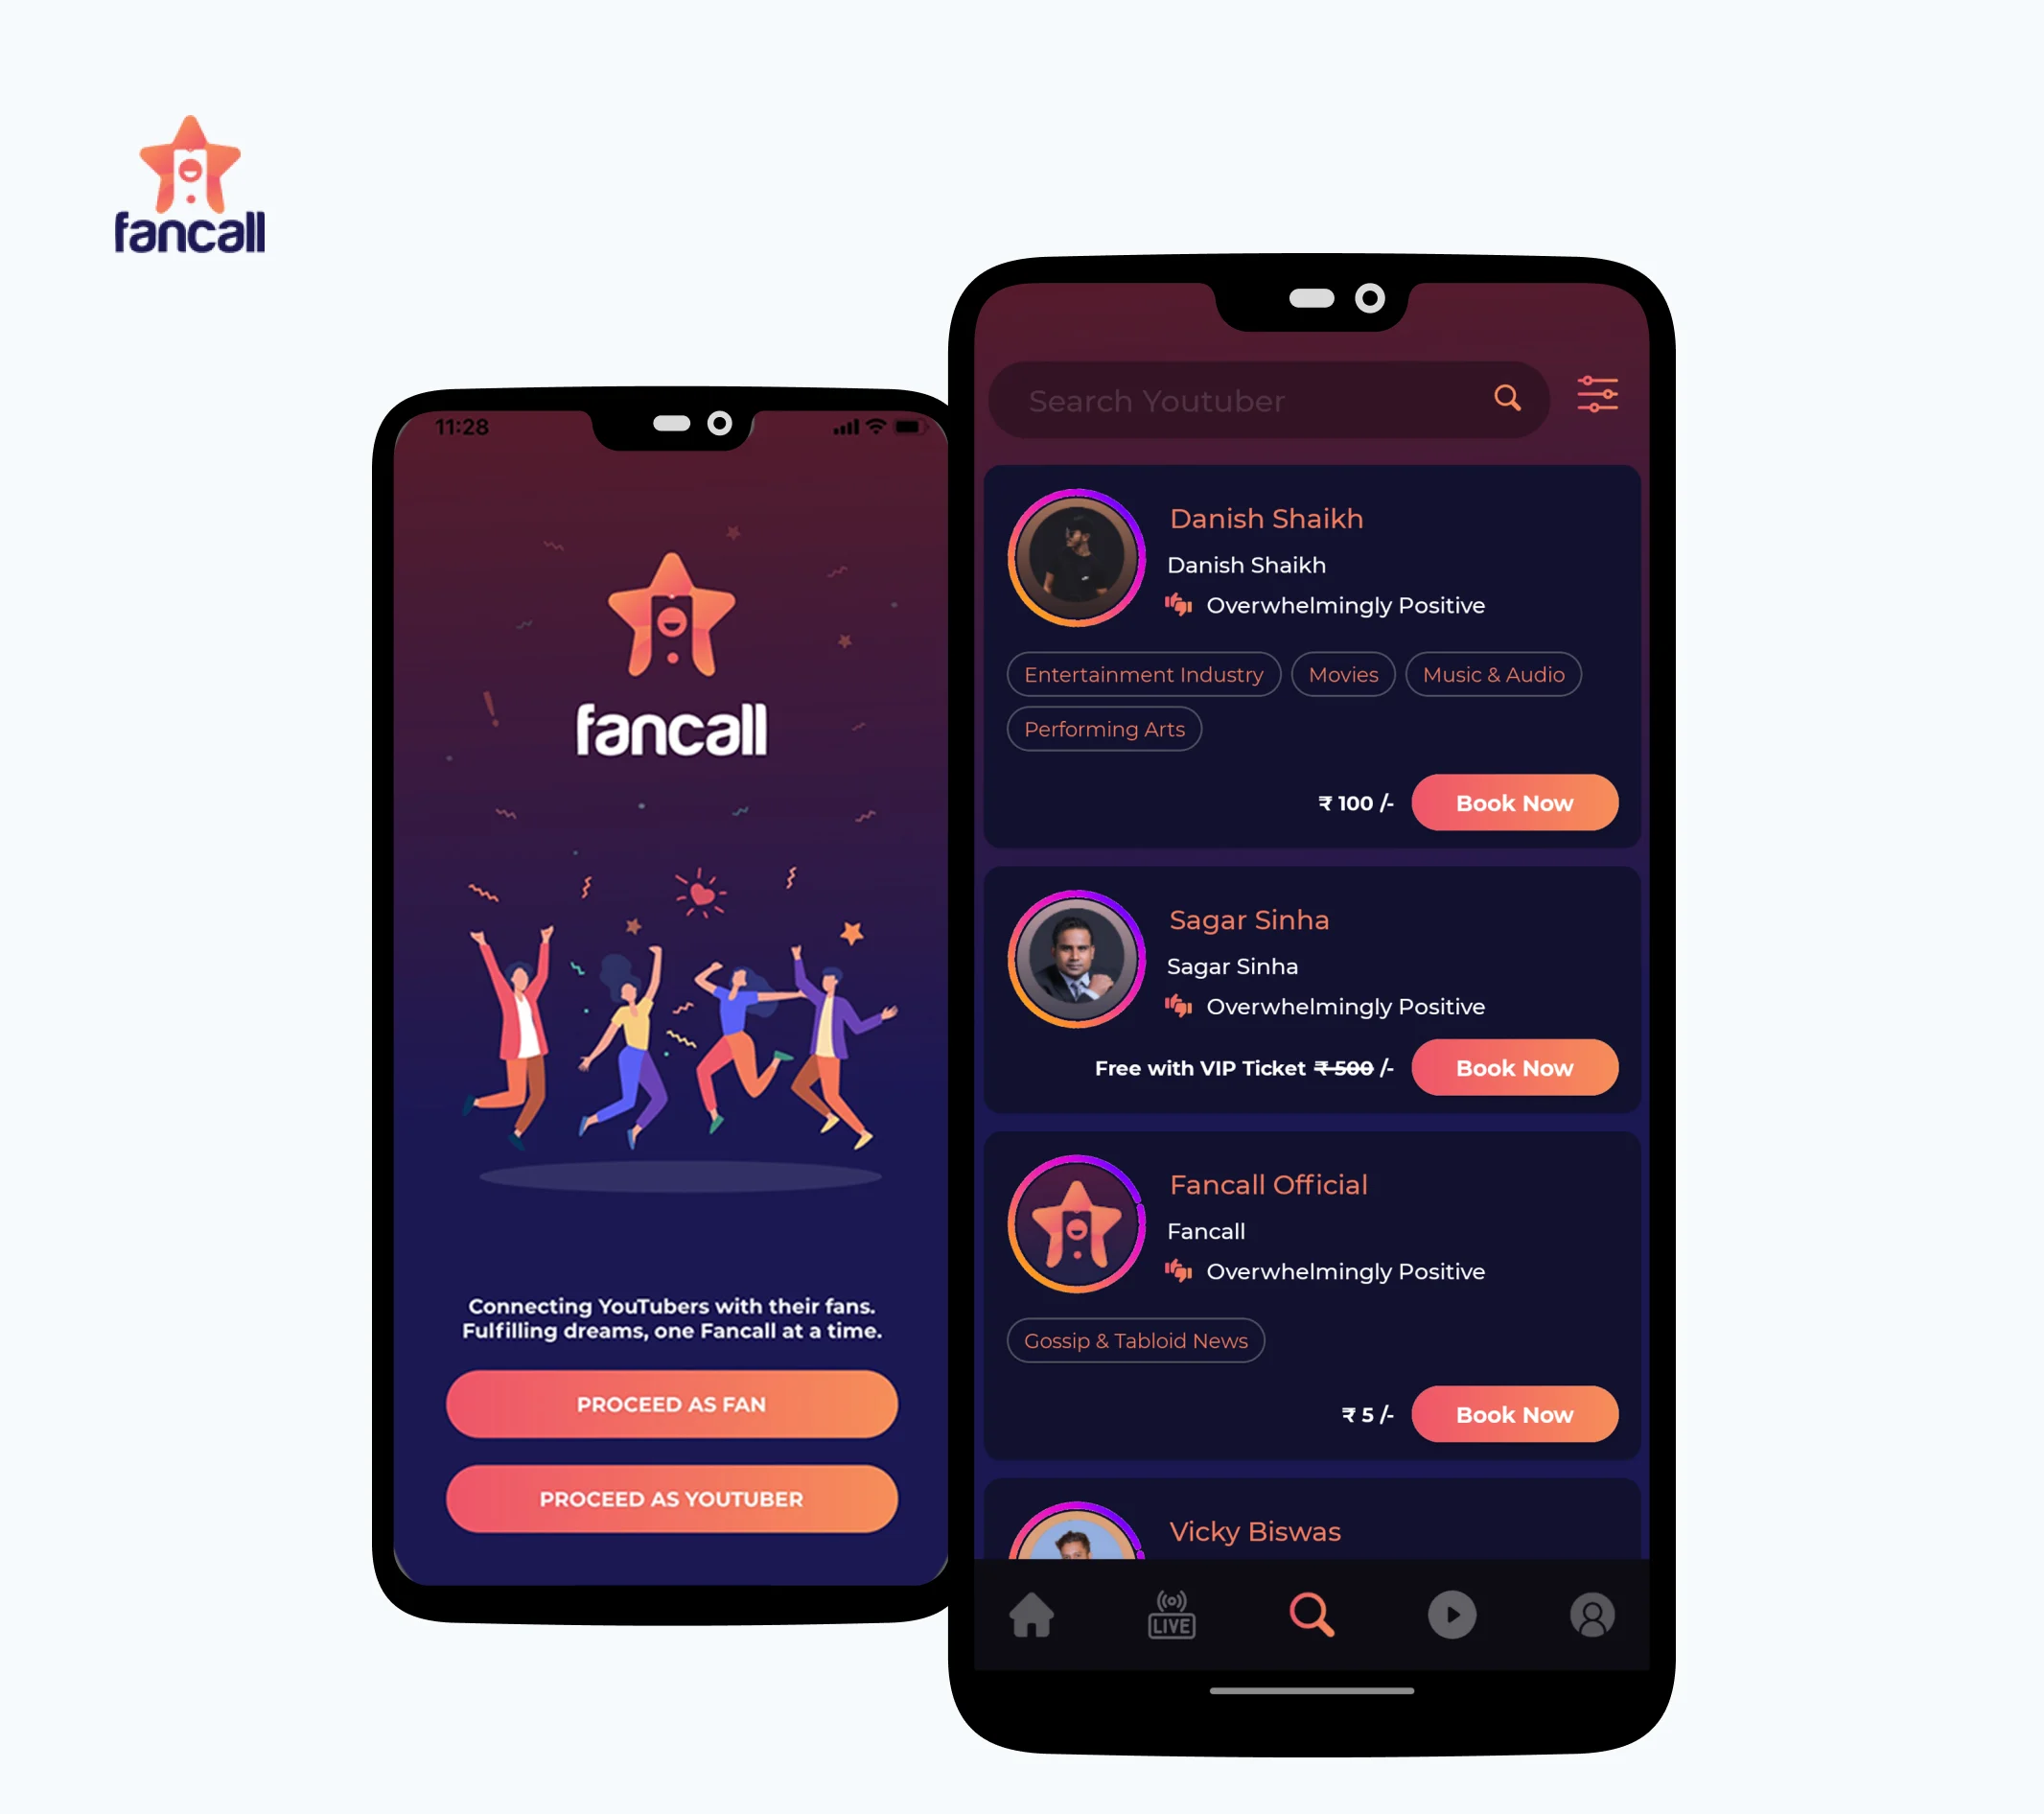 fancall
11:28
fancall
Connecting YouTubers with their fans.
Fulfilling dreams, one Fancall at a time.
PROCEED AS FAN
PROCEED AS YOUTUBER
Search Youtuber
Danish Shaikh
Danish Shaikh
Overwhelmingly Positive
Entertainment Industry
Movies
Music & Audio
Performing Arts
₹ 100 /-
Book Now
Sagar Sinha
Sagar Sinha
Overwhelmingly Positive
Free with VIP Ticket ₹ 500 /-
Book Now
Fancall Official
Fancall
Overwhelmingly Positive
Gossip & Tabloid News
₹ 5 /-
Book Now
Vicky Biswas
LIVE